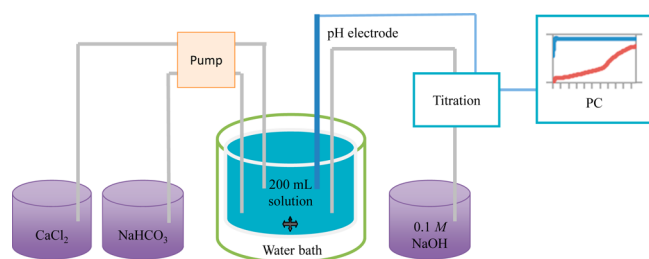 pH electrode
Pump
Titration
PC
200 mL
solution
CaCl₂
NaHCO₃
0.1 M
NaOH
Water bath